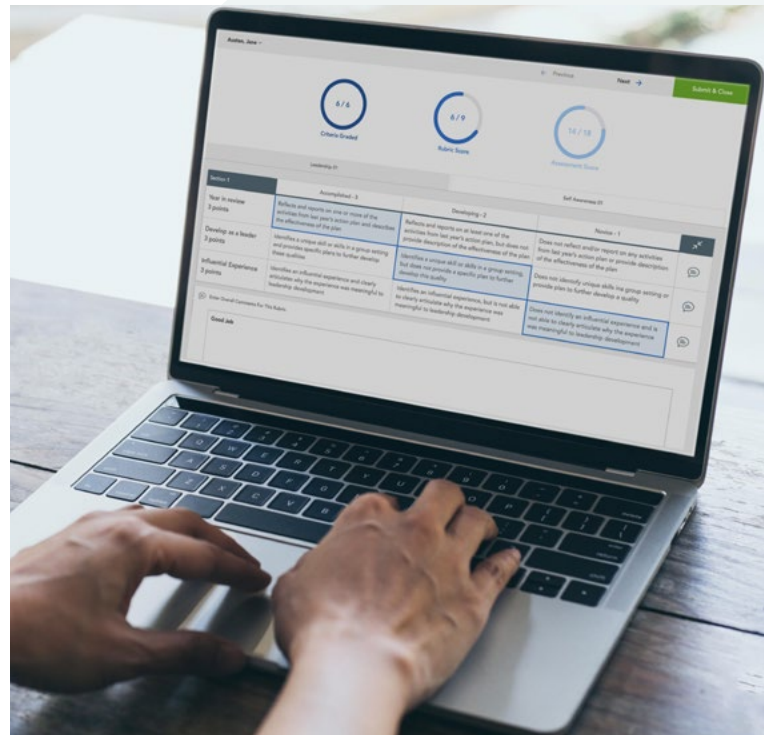 Austen, Jane
Previous
Next
Submit & Close
6 / 6
Criteria Graded
6 / 9
Rubric Score
14 / 18
Assessment Score
Leadership 01
Self Awareness 01
Section 1
Accomplished - 3
Developing - 2
Novice - 1
Year in review
3 points
Reflects and reports on one or more of the
activities from last year's action plan and describes
the effectiveness of the plan
Reflects and reports on at least one of the
activities from last year's action plan, but does not
provide description of the effectiveness of the plan
Does not reflect and/or report on any activities
from last year's action plan or provide description
of the effectiveness of the plan
Develop as a leader
3 points
Identifies a unique skill or skills in a group setting
and provides specific plans to further develop
these qualities
Identifies a unique skill or skills in a group setting,
but does not provide a specific plan to further
develop this quality
Does not identify unique skills ing group setting or
provide plan to further develop a quality
Influential Experience
3 points
Identifies an influential experience and clearly
articulate why the experience was meaningful to
leadership development
Identifies an influential experience, but is not able
to clearly articulate why the experience was
meaningful to leadership development
Does not identify an influential experience and is
not able to clearly articulate why the experience
was meaningful to leadership development
Enter Overall Comments For This Rubric
Good Job